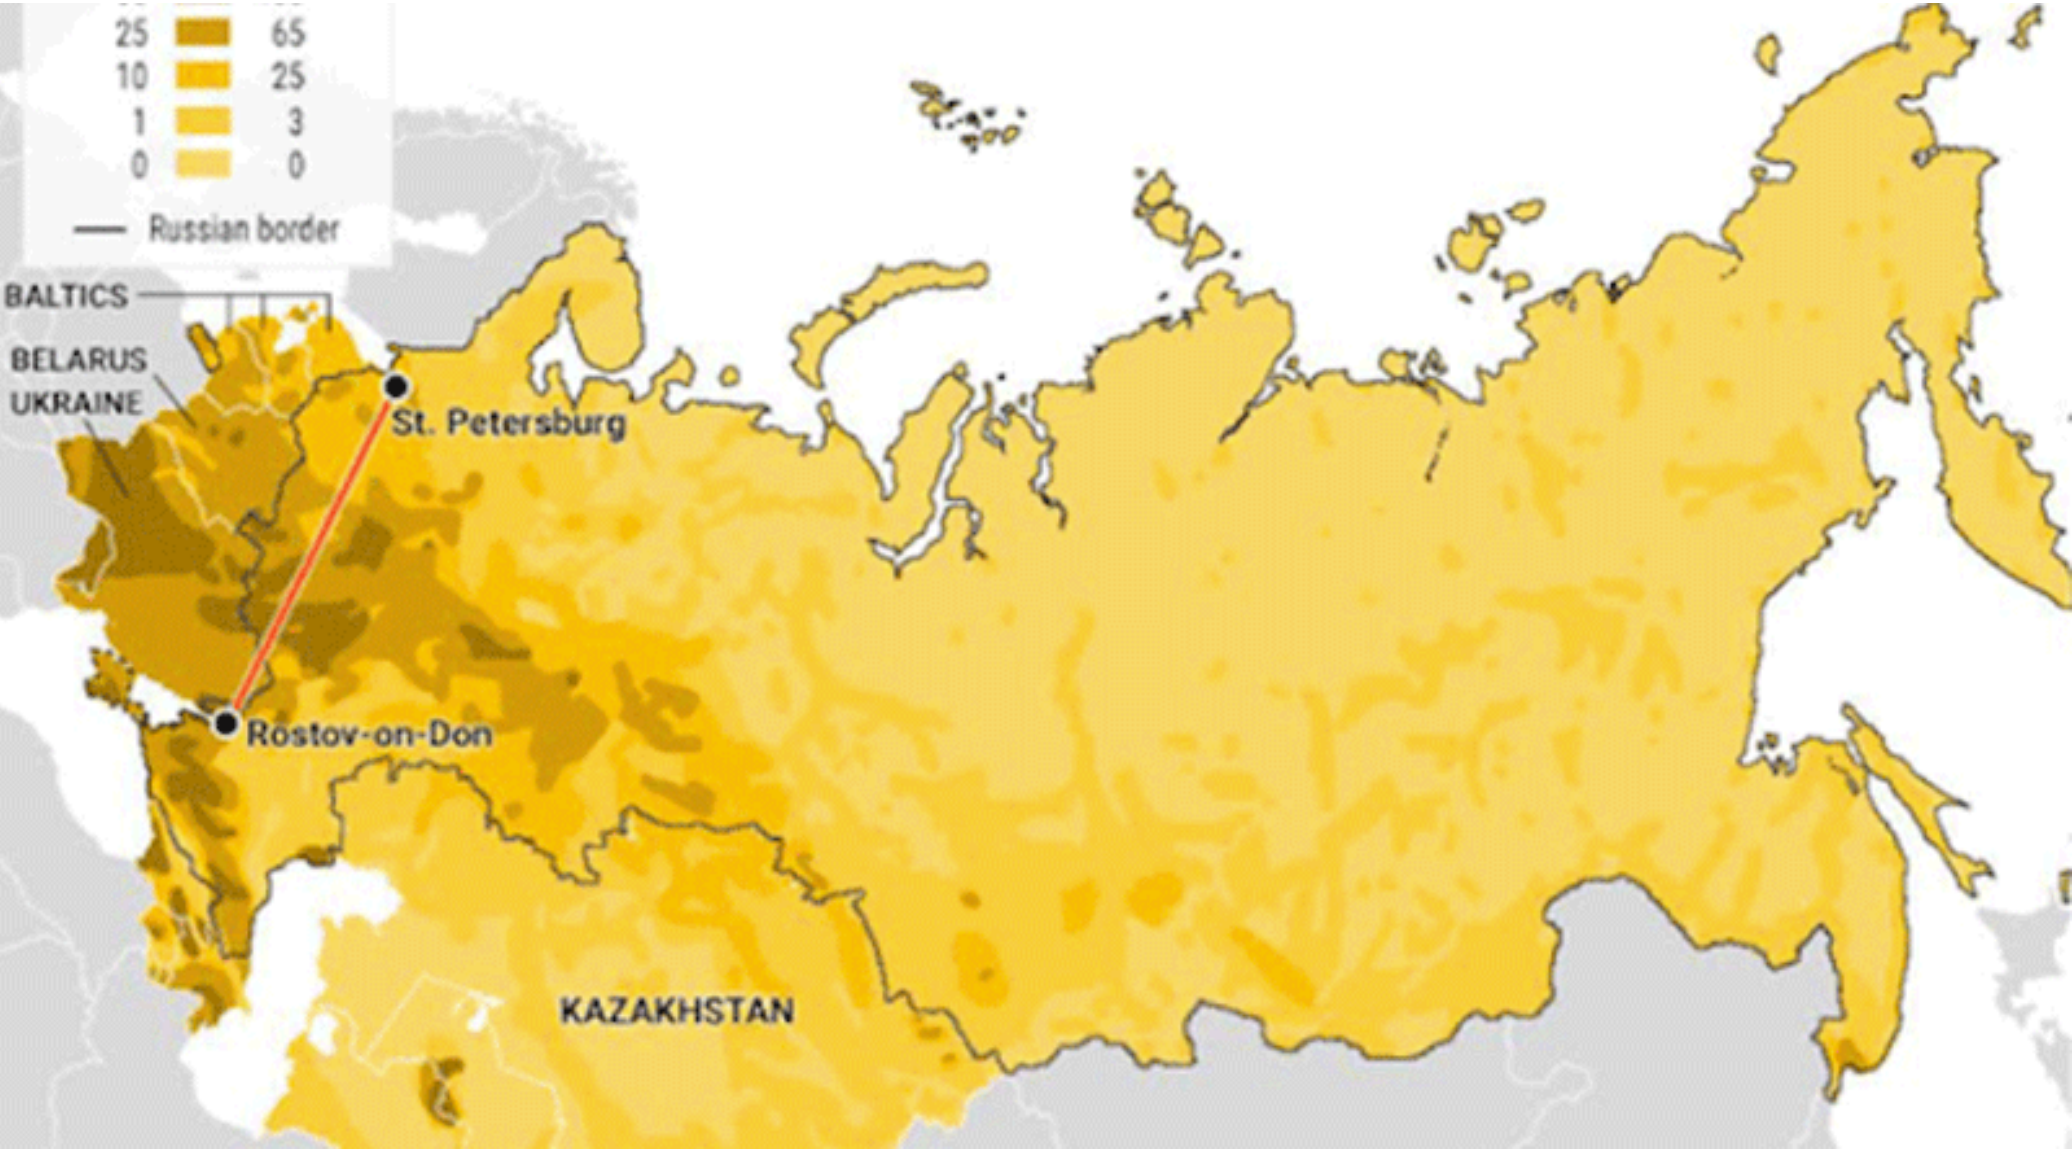 25 65
10 25
1 3
0 0
Russian border
BALTICS
BELARUS
UKRAINE
St. Petersburg
Rostov-on-Don
KAZAKHSTAN